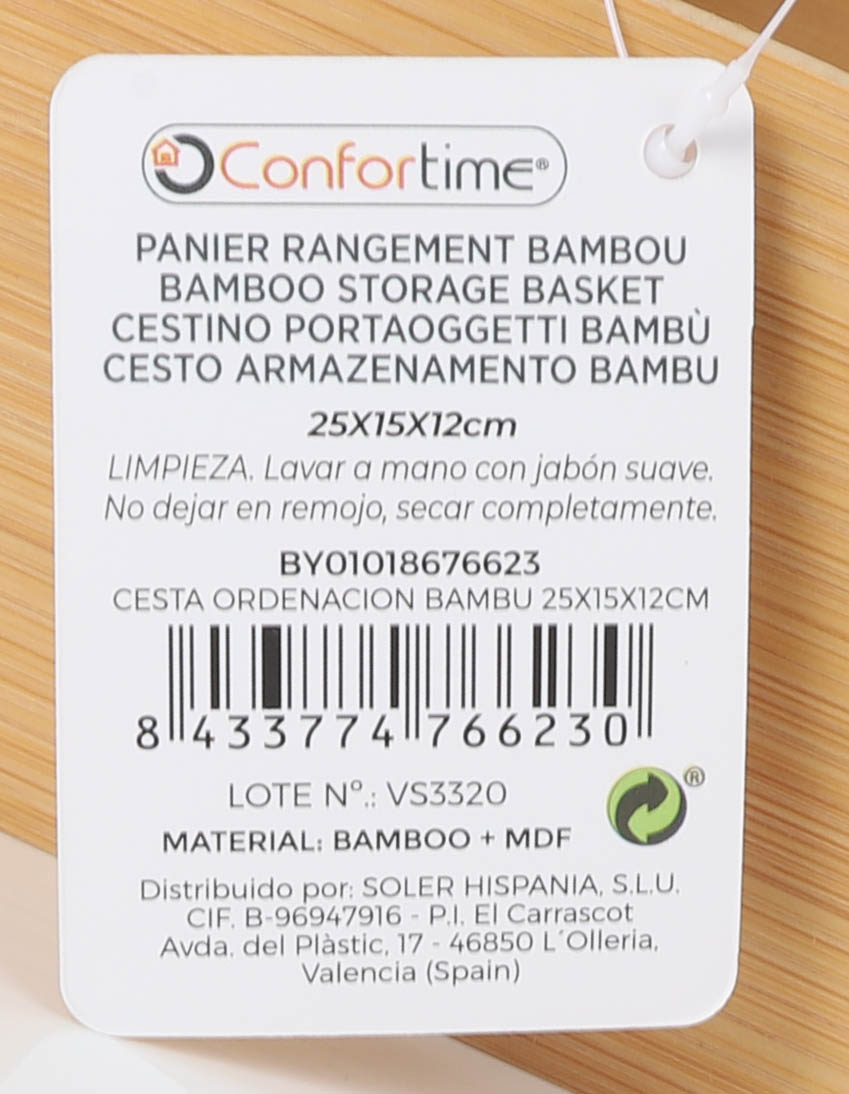 Confortime®
PANIER RANGEMENT BAMBOU
BAMBOO STORAGE BASKET
CESTINO PORTAOGGETTI BAMBÙ
CESTO ARMAZENAMENTO BAMBU
25X15X12cm
LIMPIEZA. Lavar a mano con jabón suave.
No dejar en remojo, secar completamente.
BY01018676623
CESTA ORDENACION BAMBU 25X15X12CM
8 433774 766230
LOTE Nº.: VS3320
®
MATERIAL: BAMBOO + MDF
Distribuido por: SOLER HISPANIA, S.L.U.
CIF. B-96947916 - P.I. El Carrascot
Avda. del Plàstic, 17 - 46850 L´Olleria,
Valencia (Spain)